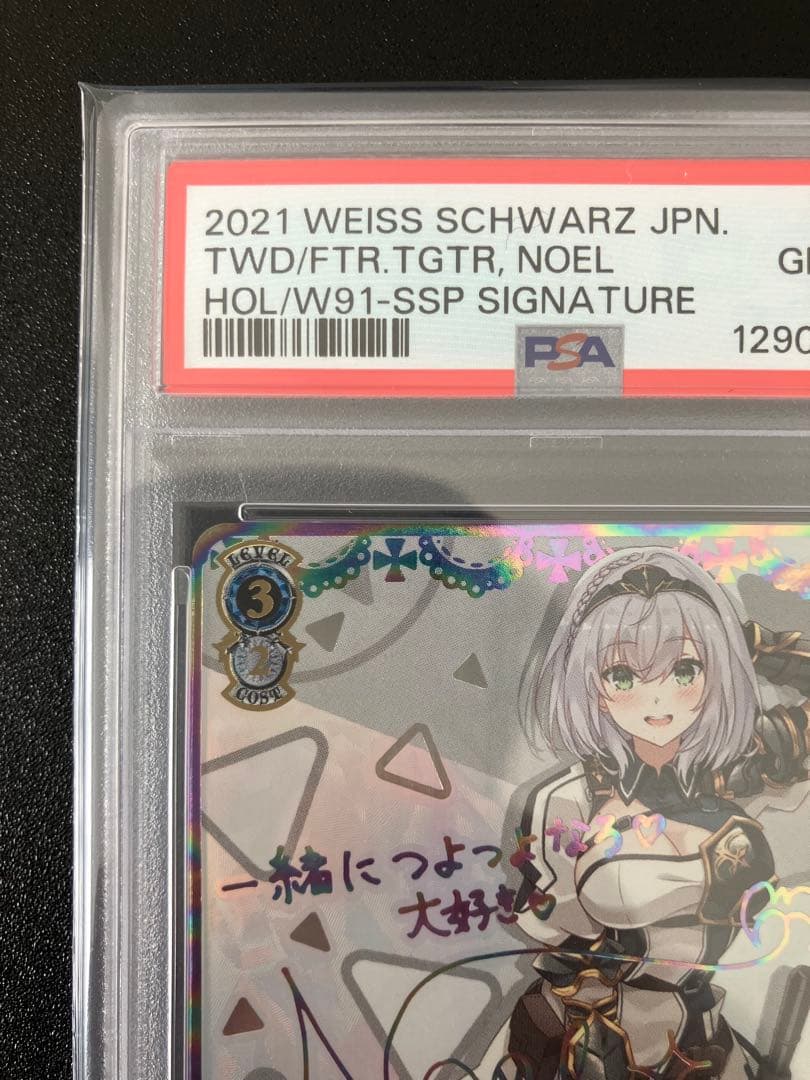 2021 WEISS SCHWARZ JPN.
TWD/FTR.TGTR, NOEL
HOL/W91-SSP SIGNATURE
PSA
1290
LEVEL
3
2
COST
一緒につよつよなろ♡
大好き♡